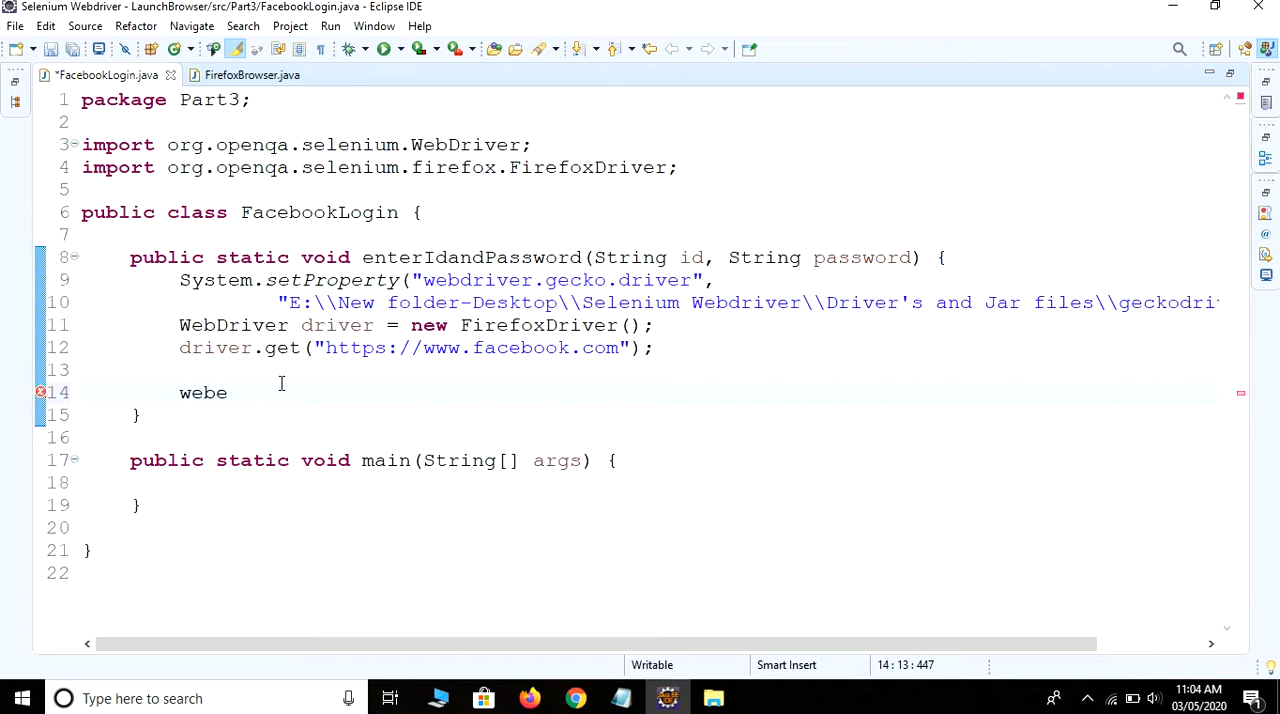 Selenium Webdriver - LaunchBrowser/src/Part3/FacebookLogin.java - Eclipse IDE
File Edit Source Refactor Navigate Search Project Run Window Help
*FacebookLogin.java FirefoxBrowser.java
1 package Part3;
2
3 import org.openqa.selenium.WebDriver;
4 import org.openqa.selenium.firefox.FirefoxDriver;
5
6 public class FacebookLogin {
7
8 public static void enterIdandPassword(String id, String password) {
9 System.setProperty("webdriver.gecko.driver",
10 "E:\\New folder-Desktop\\Selenium Webdriver\\Driver's and Jar files\\geckodri
11 WebDriver driver = new FirefoxDriver();
12 driver.get("https://www.facebook.com");
13
14 webe
15 }
16
17 public static void main(String[] args) {
18
19 }
20
21 }
22
Writable Smart Insert 14 : 13 : 447
Type here to search
11:04 AM
03/05/2020
1